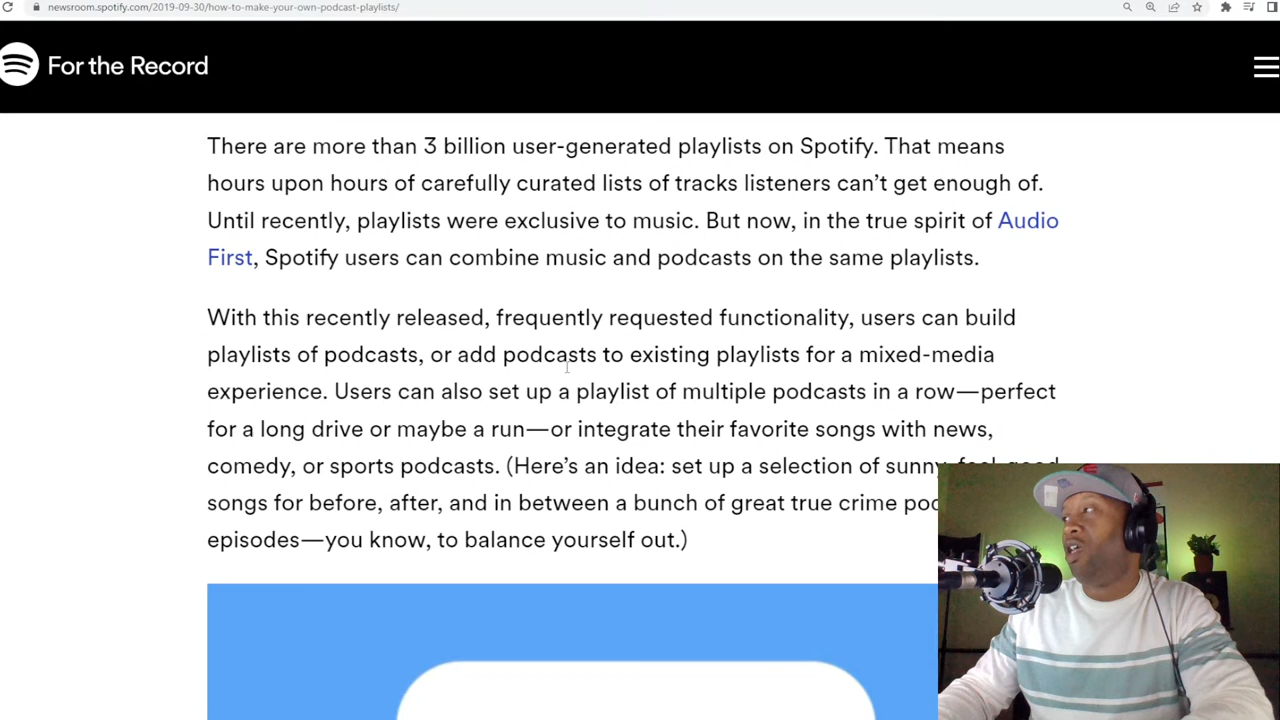 newsroom.spotify.com/2019-09-30/how-to-make-your-own-podcast-playlists/
For the Record
There are more than 3 billion user-generated playlists on Spotify. That means
hours upon hours of carefully curated lists of tracks listeners can’t get enough of.
Until recently, playlists were exclusive to music. But now, in the true spirit of Audio
First, Spotify users can combine music and podcasts on the same playlists.
With this recently released, frequently requested functionality, users can build
playlists of podcasts, or add podcasts to existing playlists for a mixed-media
experience. Users can also set up a playlist of multiple podcasts in a row—perfect
for a long drive or maybe a run—or integrate their favorite songs with news,
comedy, or sports podcasts. (Here’s an idea: set up a selection of sunny, feel-good
songs for before, after, and in between a bunch of great true crime
episodes—you know, to balance yourself out.)